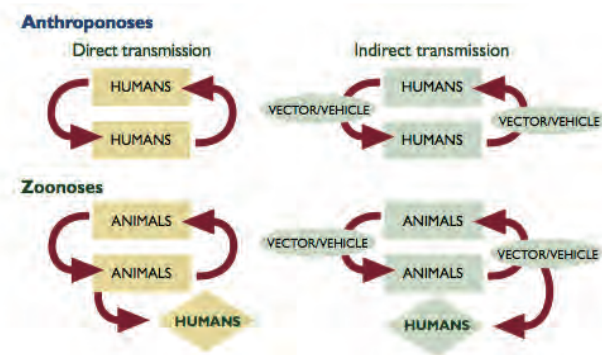 Anthroponoses
Direct transmission
Indirect transmission
HUMANS
HUMANS
HUMANS
VECTOR/VEHICLE
HUMANS
VECTOR/VEHICLE
Zoonoses
ANIMALS
ANIMALS
HUMANS
ANIMALS
VECTOR/VEHICLE
ANIMALS
VECTOR/VEHICLE
HUMANS